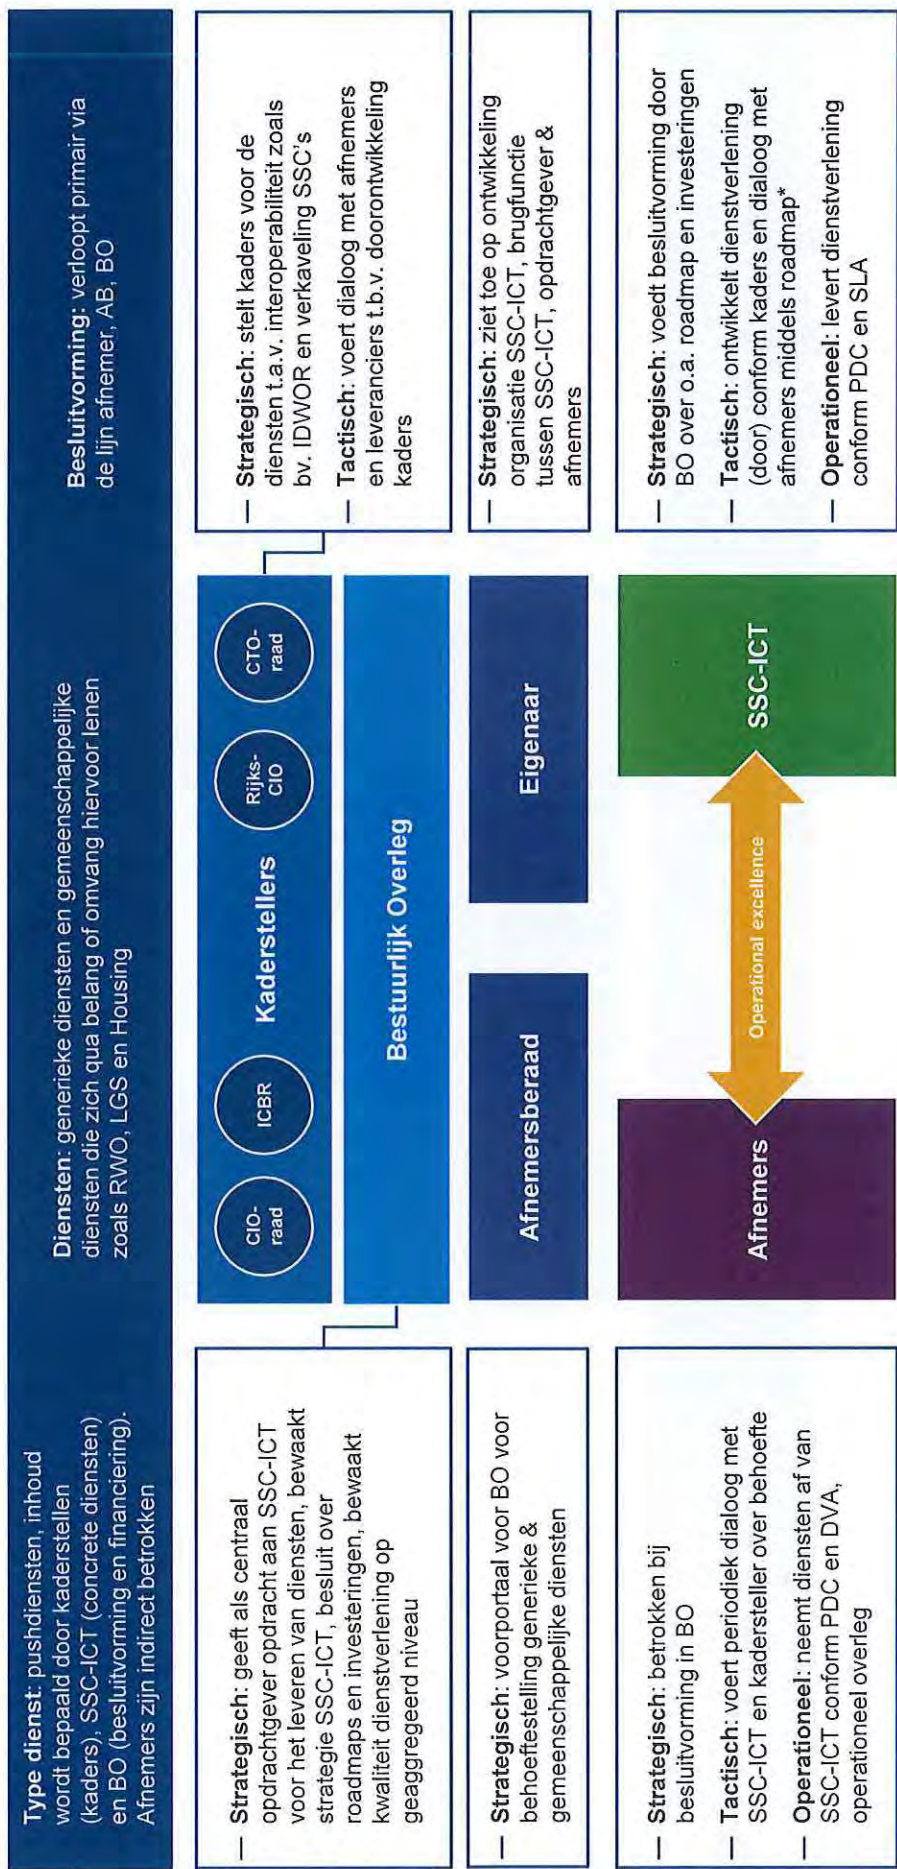 Type dienst: pushdiensten, inhoud
wordt bepaald door kaderstellen
(kaders), SSC-ICT (concrete diensten)
en BO (besluitvorming en financiering).
Afnemers zijn indirect betrokken
Diensten: generieke diensten en gemeenschappelijke
diensten die zich qua belang of omvang hiervoor lenen
zoals RWO, LGS en Housing
Besluitvorming: verloopt primair via
de lijn afnemer, AB, BO
— Strategisch: geeft als centraal
opdrachtgever opdracht aan SSC-ICT
voor het leveren van diensten, bewaakt
strategie SSC-ICT, besluit over
roadmaps en investeringen, bewaakt
kwaliteit dienstverlening op
geaggregeerd niveau
CIO-
raad
ICBR
Kaderstellers
Rijks-
CIO
CTO-
raad
Bestuurlijk Overleg
— Strategisch: stelt kaders voor de
diensten t.a.v. interoperabiliteit zoals
bv. IDWOR en verkaveling SSC's
— Tactisch: voert dialoog met afnemers
en leveranciers t.b.v. doorontwikkeling
kaders
— Strategisch: voorportaal voor BO voor
behoeftestelling generieke &
gemeenschappelijke diensten
Afnemersberaad
Eigenaar
— Strategisch: ziet toe op ontwikkeling
organisatie SSC-ICT, brugfunctie
tussen SSC-ICT, opdrachtgever &
afnemers
— Strategisch: betrokken bij
besluitvorming in BO
— Tactisch: voert periodiek dialoog met
SSC-ICT en kadersteller over behoefte
— Operationeel: neemt diensten af van
SSC-ICT conform PDC en DVA,
operationeel overleg
Afnemers
Operational excellence
SSC-ICT
— Strategisch: voedt besluitvorming door
BO over o.a. roadmap en investeringen
— Tactisch: ontwikkelt dienstverlening
(door) conform kaders en dialoog met
afnemers middels roadmap*
— Operationeel: levert dienstverlening
conform PDC en SLA